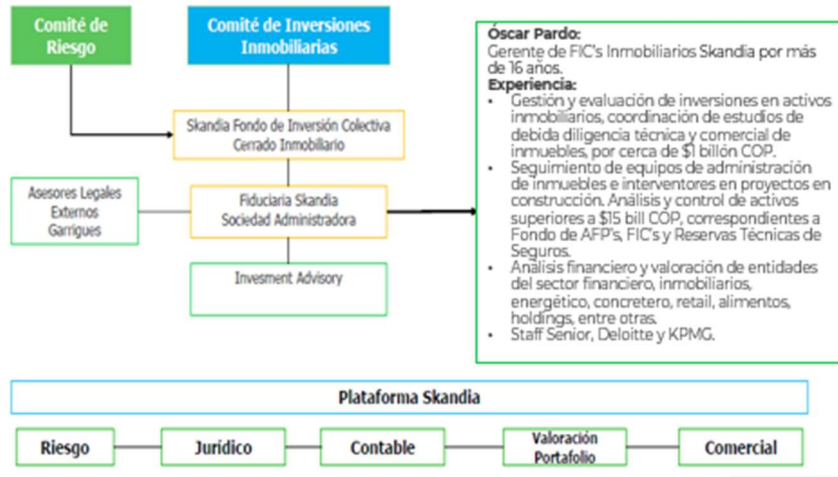 Comité de
Riesgo
Comité de Inversiones
Inmobiliarias
Skandia Fondo de Inversión Colectiva
Cerrado Inmobiliario
Asesores Legales
Externos
Garrigues
Fiduciaria Skandia
Sociedad Administradora
Invesment Advisory
Óscar Pardo:
Gerente de FIC's Inmobiliarios Skandia por más
de 16 años.
Experiencia:
• Gestión y evaluación de inversiones en activos
inmobiliarios, coordinación de estudios de
debida diligencia técnica y comercial de
inmuebles, por cerca de $1 billón COP.
• Seguimiento de equipos de administración
de inmuebles e interventores en proyectos en
construcción. Análisis y control de activos
superiores a $15 bill COP, correspondientes a
Fondo de AFP's, FIC's y Reservas Técnicas de
Seguros.
• Análisis financiero y valoración de entidades
del sector financiero, inmobiliarios,
energético, concretero, retail, alimentos,
holdings, entre otras.
• Staff Senior, Deloitte y KPMG.
Plataforma Skandia
Riesgo
Jurídico
Contable
Valoración
Portafolio
Comercial